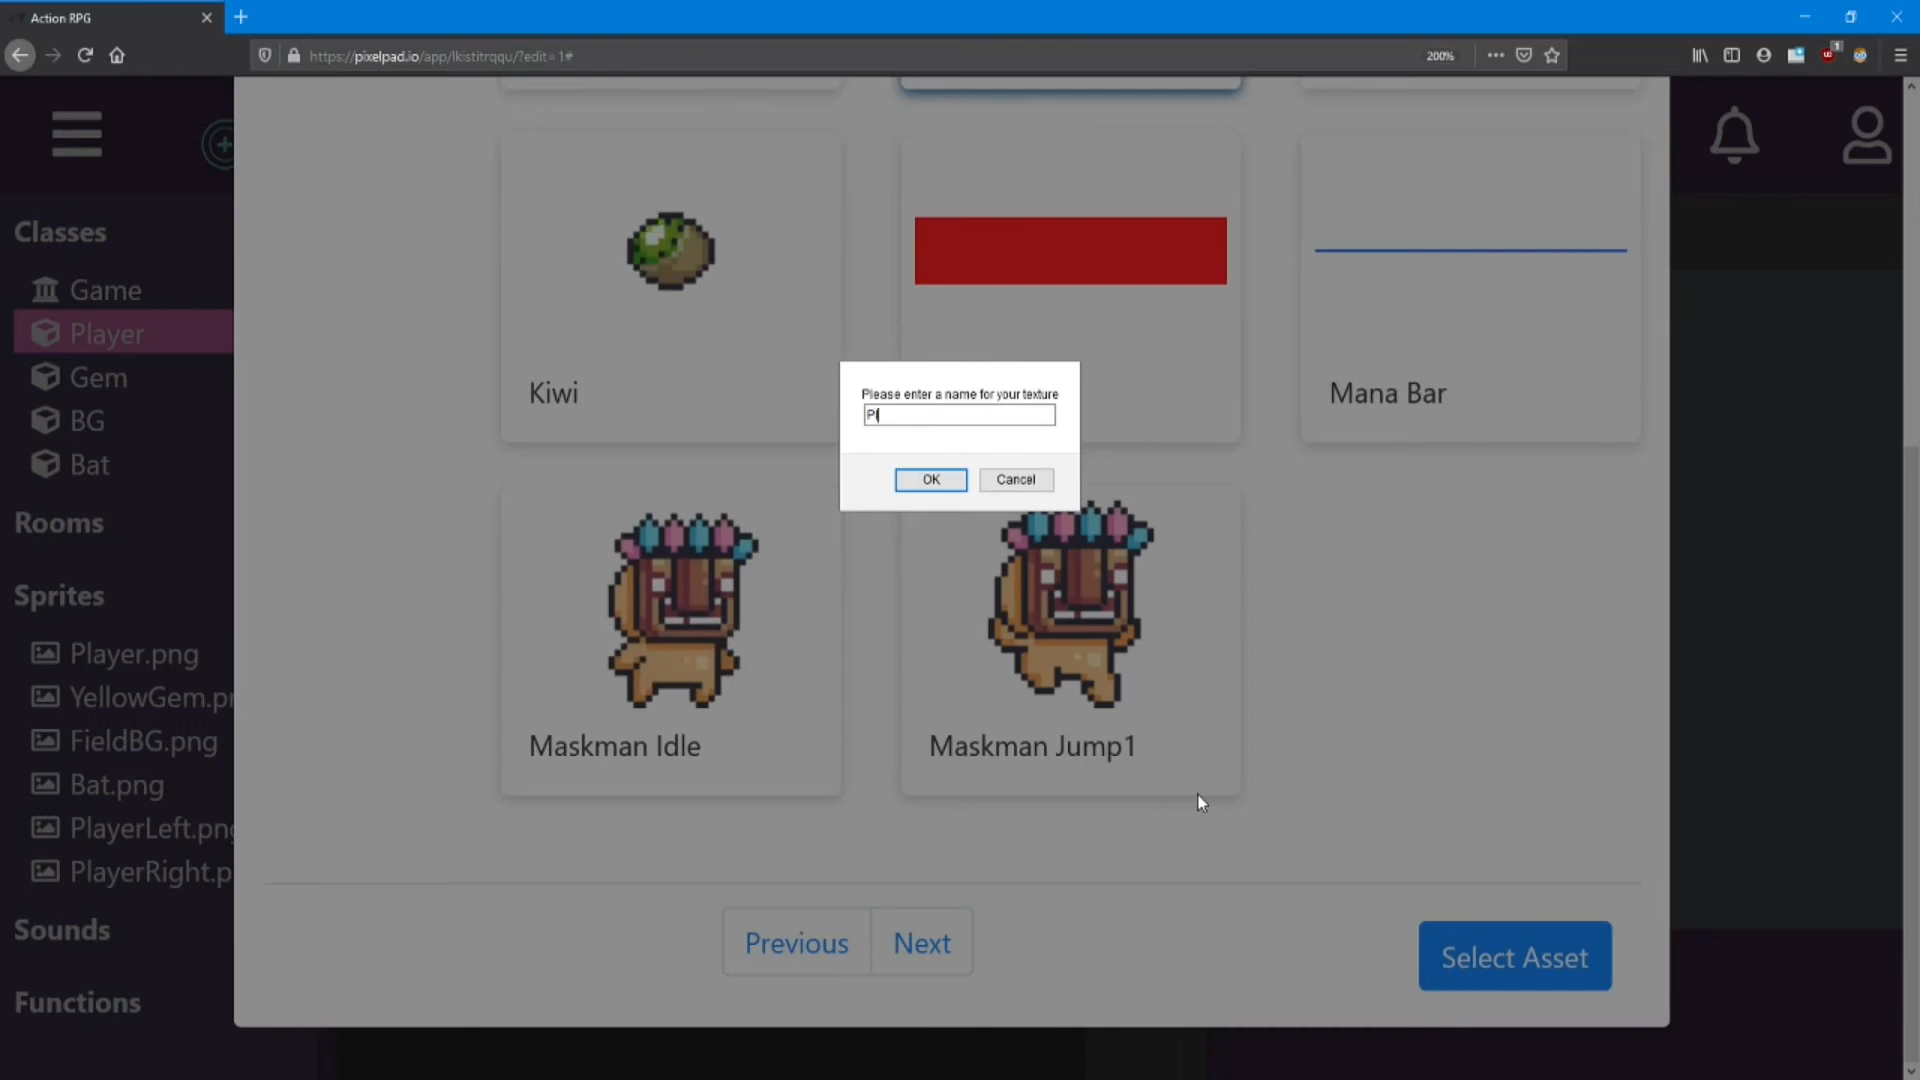 Action RPG
https://pixelpad.io/app/lkistitrqqu/?edit=1#
200%
1
Classes
Game
Player
Gem
BG
Bat
Rooms
Sprites
Player.png
YellowGem.pr
FieldBG.png
Bat.png
PlayerLeft.png
PlayerRight.p
Sounds
Functions
Kiwi
Mana Bar
Please enter a name for your texture
Pl
OK
Cancel
Maskman Idle
Maskman Jump1
Previous
Next
Select Asset